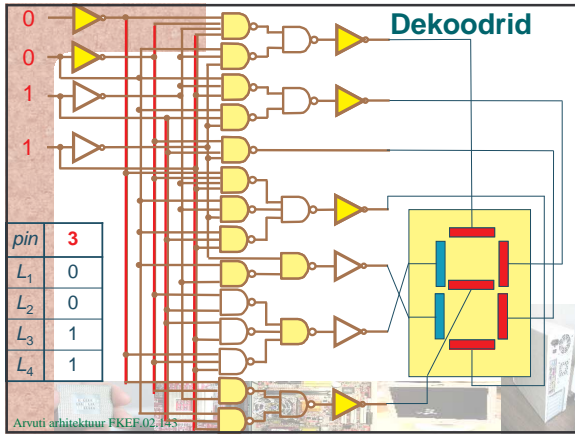 Dekoodrid
0
0
1
1
pin 3
L1 0
L2 0
L3 1
L4 1
Arvuti arhitektuur FKEF.02.143